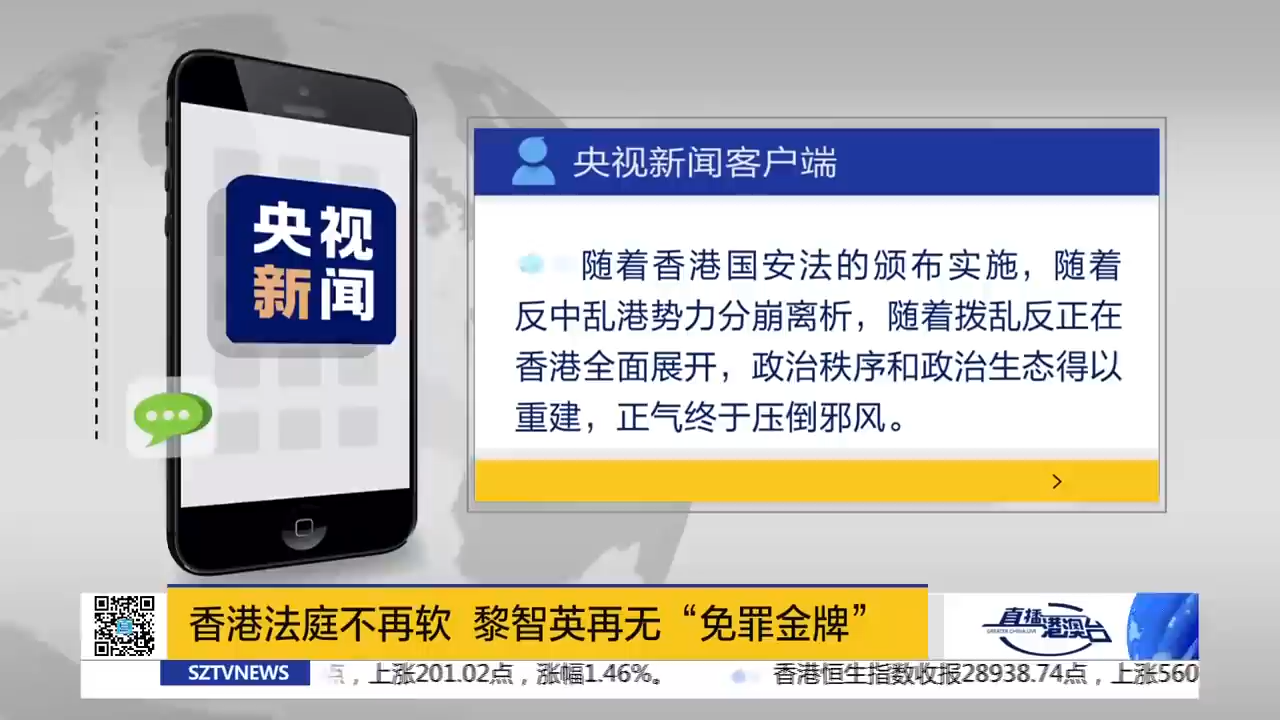 央视
新闻
央视新闻客户端
随着香港国安法的颁布实施，随着
反中乱港势力分崩离析，随着拨乱反正在
香港全面展开，政治秩序和政治生态得以
重建，正气终于压倒邪风。
香港法庭不再软 黎智英再无“免罪金牌”
直播港澳台
GREATER CHINA LIVE
SZTVNEWS
点，上涨201.02点，涨幅1.46%。 香港恒生指数收报28938.74点，上涨560